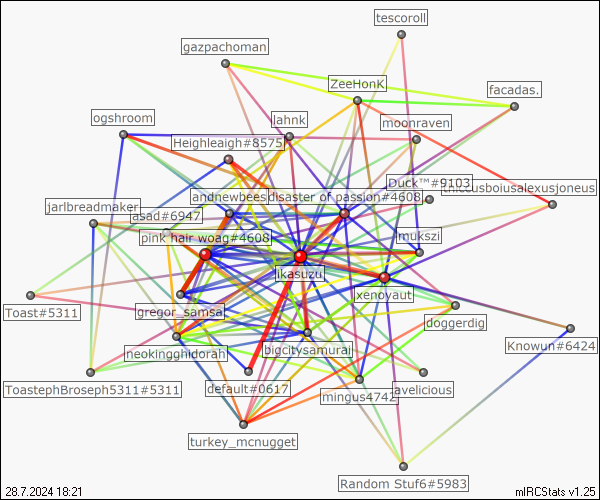 tescoroll
gazpachoman
ZeeHonK
facadas.
ogshroom
lahnk
moonraven
Heighleaigh#8575
Duck™#9103
andnewbees
disaster of passion#4608
jarlbreadmaker
asad#6947
pink hair woag#4608
mukszi
ikasuzu
xenovaut
Toast#5311
gregor_samsa
doggerdig
neokingghidorah
bigcitysamurai
Knowun#6424
ToastephBroseph5311#5311
default#0617
mingus4742
avelicious
turkey_mcnugget
Random Stuf6#5983
28.7.2024 18:21
mIRCStats v1.25